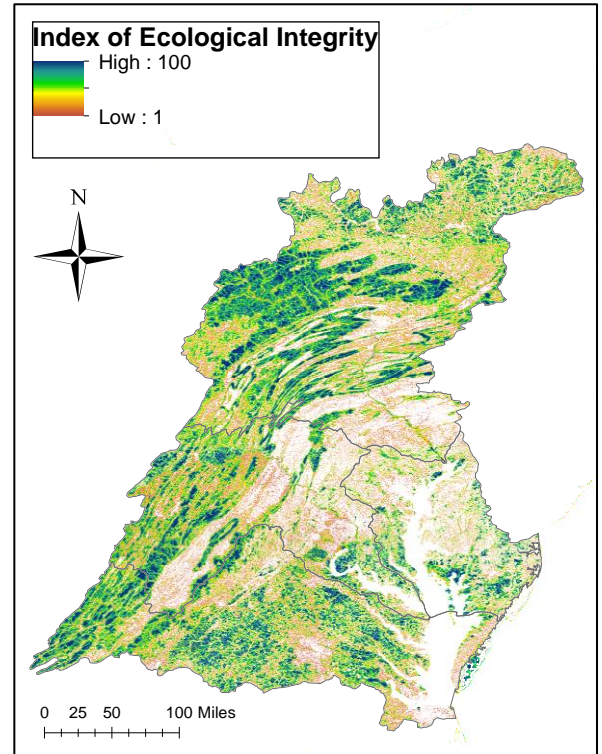 Index of Ecological Integrity
High : 100
Low : 1
N
0 25 50 100 Miles